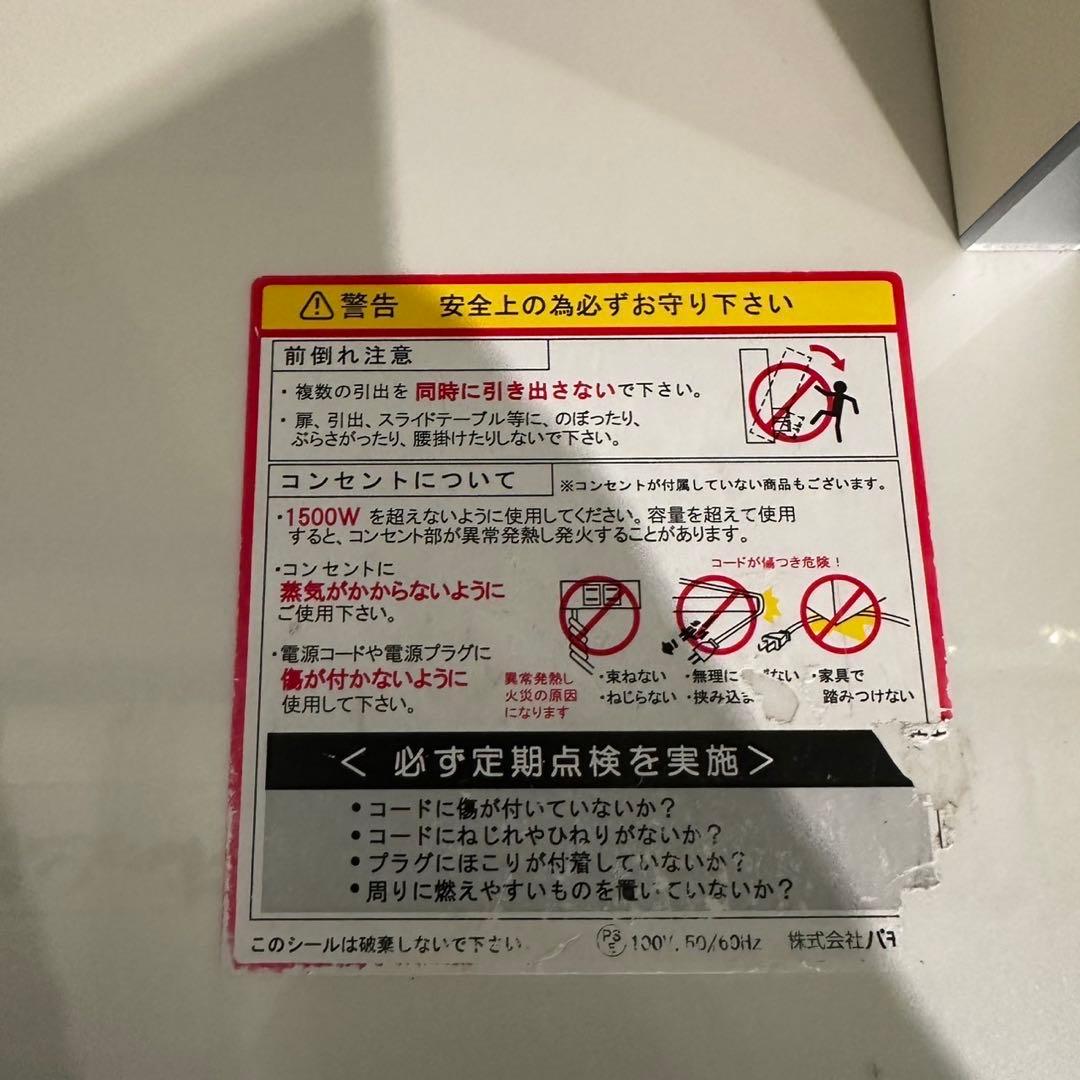 ⚠警告 安全上の為必ずお守り下さい
前倒れ注意
・複数の引出を同時に引き出さないで下さい。
・扉、引出、スライドテーブル等に、のぼったり、
ぶらさがったり、腰掛けたりしないで下さい。
コンセントについて ※コンセントが付属していない商品もございます。
・1500Wを超えないように使用してください。容量を超えて使用
すると、コンセント部が異常発熱し発火することがあります。
・コンセントに
蒸気がかからないように
ご使用下さい。
コードが傷つき危険！
・電源コードや電源プラグに
傷が付かないように
使用して下さい。
異常発熱し
火災の原因
になります
・束ねない
・ねじらない
・無理に ない
・挟み込ま
・家具で
踏みつけない
＜ 必ず定期点検を実施＞
●コードに傷が付いていないか？
●コードにねじれやひねりがないか？
●プラグにほこりが付着していないか？
●周りに燃えやすいものを置いていないか？
このシールは破棄しないで下さい。 PSE 100V.50/60Hz 株式会社パ